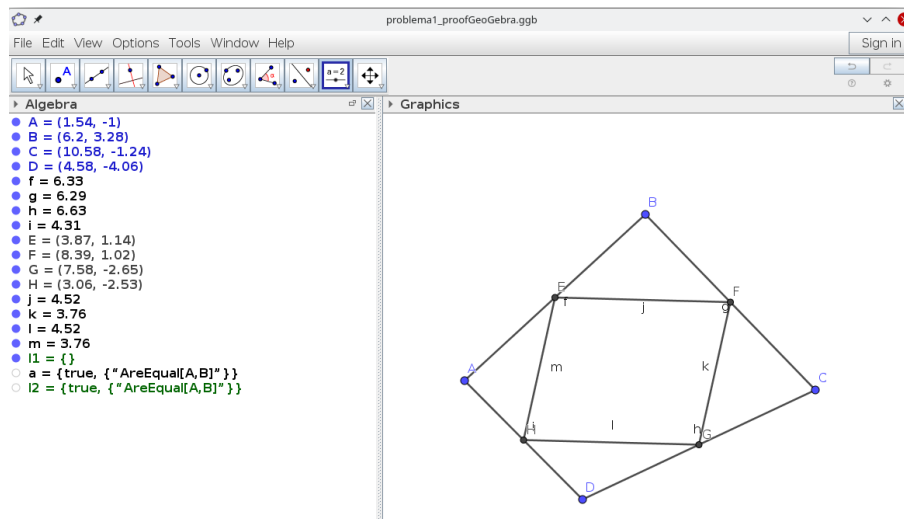 problema1_proofGeoGebra.ggb
File Edit View Options Tools Window Help
Sign in
A
a=2
Algebra
Graphics
A = (1.54, -1)
B = (6.2, 3.28)
C = (10.58, -1.24)
D = (4.58, -4.06)
f = 6.33
g = 6.29
h = 6.63
i = 4.31
E = (3.87, 1.14)
F = (8.39, 1.02)
G = (7.58, -2.65)
H = (3.06, -2.53)
j = 4.52
k = 3.76
l = 4.52
m = 3.76
l1 = {}
a = {true, {"AreEqual[A,B]"}}
l2 = {true, {"AreEqual[A,B]"}}
B
E
F
f
j
g
m
k
A
C
l
H
i
h
G
D